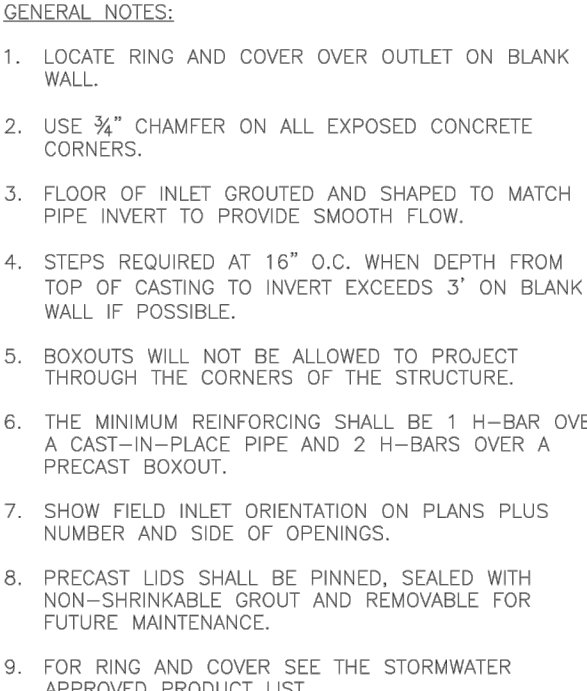 GENERAL NOTES:
1. LOCATE RING AND COVER OVER OUTLET ON BLANK
WALL.
2. USE ¾" CHAMFER ON ALL EXPOSED CONCRETE
CORNERS.
3. FLOOR OF INLET GROUTED AND SHAPED TO MATCH
PIPE INVERT TO PROVIDE SMOOTH FLOW.
4. STEPS REQUIRED AT 16" O.C. WHEN DEPTH FROM
TOP OF CASTING TO INVERT EXCEEDS 3' ON BLANK
WALL IF POSSIBLE.
5. BOXOUTS WILL NOT BE ALLOWED TO PROJECT
THROUGH THE CORNERS OF THE STRUCTURE.
6. THE MINIMUM REINFORCING SHALL BE 1 H-BAR OVE
A CAST-IN-PLACE PIPE AND 2 H-BARS OVER A
PRECAST BOXOUT.
7. SHOW FIELD INLET ORIENTATION ON PLANS PLUS
NUMBER AND SIDE OF OPENINGS.
8. PRECAST LIDS SHALL BE PINNED, SEALED WITH
NON-SHRINKABLE GROUT AND REMOVABLE FOR
FUTURE MAINTENANCE.
9. FOR RING AND COVER SEE THE STORMWATER
APPROVED PRODUCT LIST